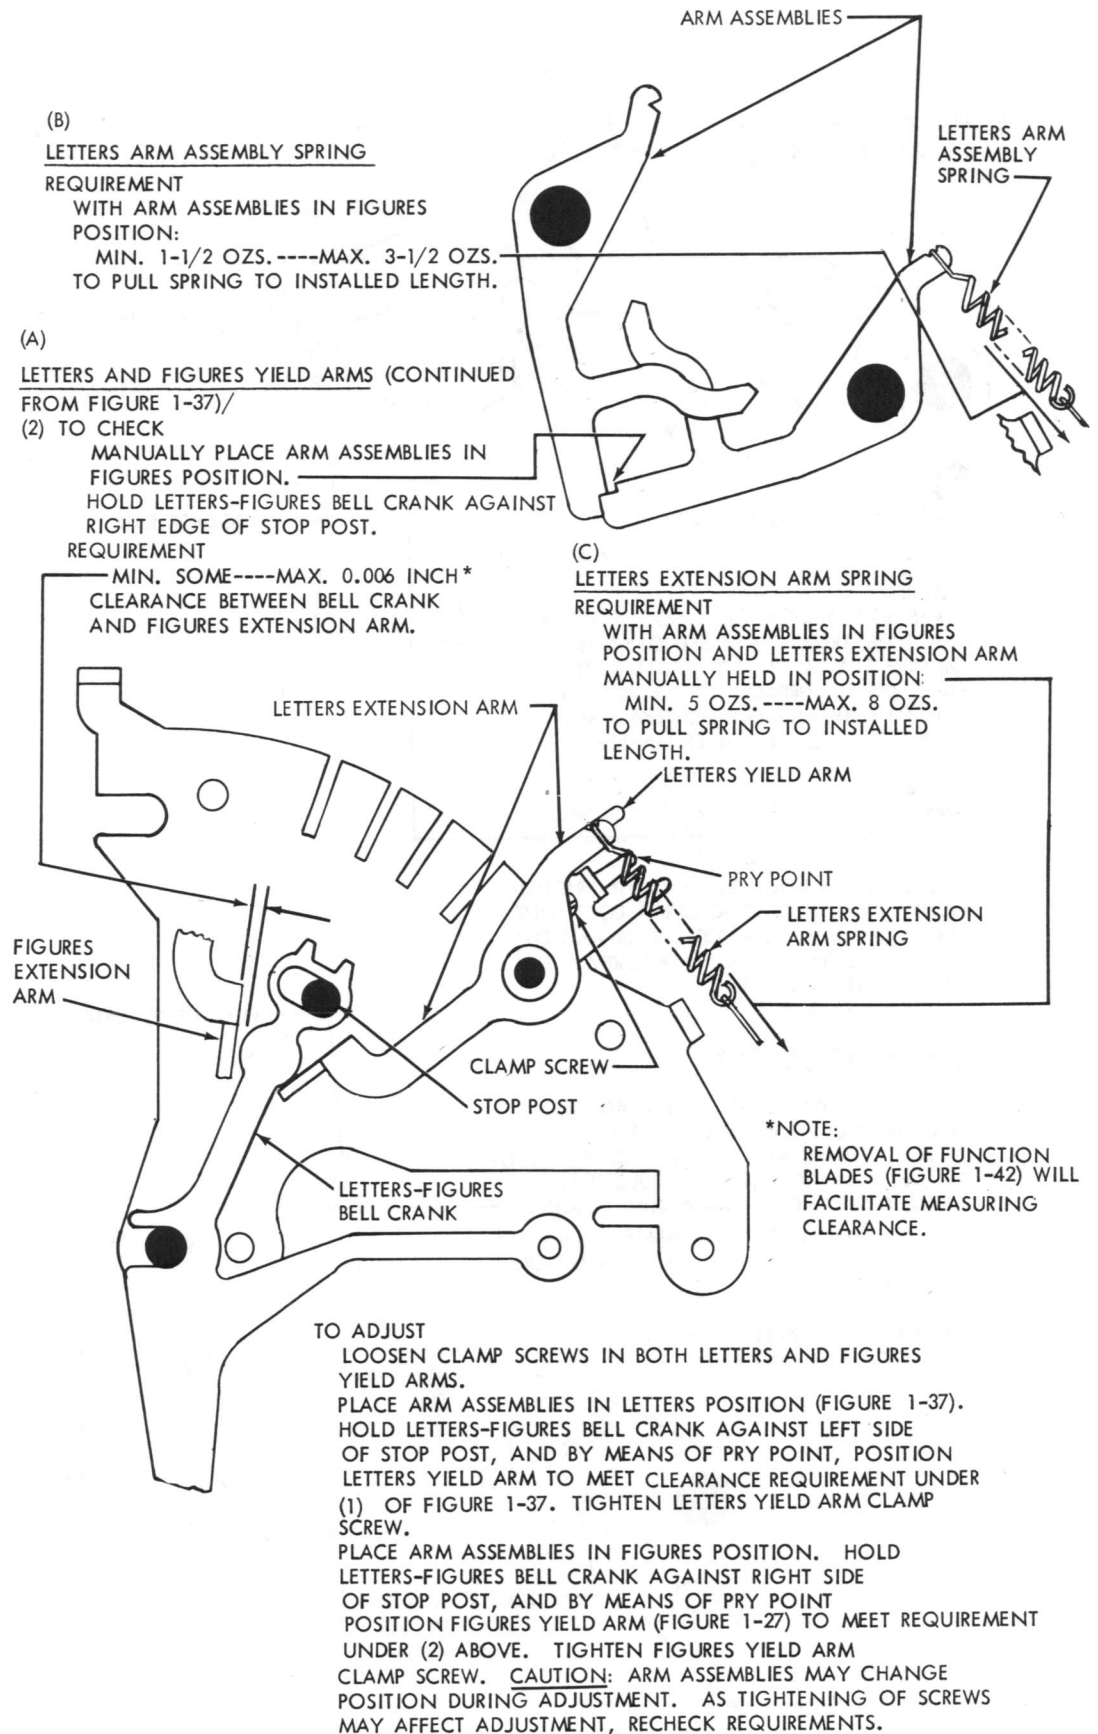 ARM ASSEMBLIES
(B)
LETTERS ARM ASSEMBLY SPRING
REQUIREMENT
WITH ARM ASSEMBLIES IN FIGURES
POSITION:
MIN. 1-1/2 OZS.----MAX. 3-1/2 OZS.
TO PULL SPRING TO INSTALLED LENGTH.
LETTERS ARM
ASSEMBLY
SPRING
(A)
LETTERS AND FIGURES YIELD ARMS (CONTINUED
FROM FIGURE 1-37)/
(2) TO CHECK
MANUALLY PLACE ARM ASSEMBLIES IN
FIGURES POSITION.
HOLD LETTERS-FIGURES BELL CRANK AGAINST
RIGHT EDGE OF STOP POST.
REQUIREMENT
MIN. SOME----MAX. 0.006 INCH*
CLEARANCE BETWEEN BELL CRANK
AND FIGURES EXTENSION ARM.
(C)
LETTERS EXTENSION ARM SPRING
REQUIREMENT
WITH ARM ASSEMBLIES IN FIGURES
POSITION AND LETTERS EXTENSION ARM
MANUALLY HELD IN POSITION:
MIN. 5 OZS.----MAX. 8 OZS.
TO PULL SPRING TO INSTALLED
LENGTH.
LETTERS EXTENSION ARM
LETTERS YIELD ARM
PRY POINT
LETTERS EXTENSION
ARM SPRING
FIGURES
EXTENSION
ARM
CLAMP SCREW
STOP POST
LETTERS-FIGURES
BELL CRANK
*NOTE:
REMOVAL OF FUNCTION
BLADES (FIGURE 1-42) WILL
FACILITATE MEASURING
CLEARANCE.
TO ADJUST
LOOSEN CLAMP SCREWS IN BOTH LETTERS AND FIGURES
YIELD ARMS.
PLACE ARM ASSEMBLIES IN LETTERS POSITION (FIGURE 1-37).
HOLD LETTERS-FIGURES BELL CRANK AGAINST LEFT SIDE
OF STOP POST, AND BY MEANS OF PRY POINT, POSITION
LETTERS YIELD ARM TO MEET CLEARANCE REQUIREMENT UNDER
(1) OF FIGURE 1-37. TIGHTEN LETTERS YIELD ARM CLAMP
SCREW.
PLACE ARM ASSEMBLIES IN FIGURES POSITION. HOLD
LETTERS-FIGURES BELL CRANK AGAINST RIGHT SIDE
OF STOP POST, AND BY MEANS OF PRY POINT
POSITION FIGURES YIELD ARM (FIGURE 1-27) TO MEET REQUIREMENT
UNDER (2) ABOVE. TIGHTEN FIGURES YIELD ARM
CLAMP SCREW. CAUTION: ARM ASSEMBLIES MAY CHANGE
POSITION DURING ADJUSTMENT. AS TIGHTENING OF SCREWS
MAY AFFECT ADJUSTMENT, RECHECK REQUIREMENTS.